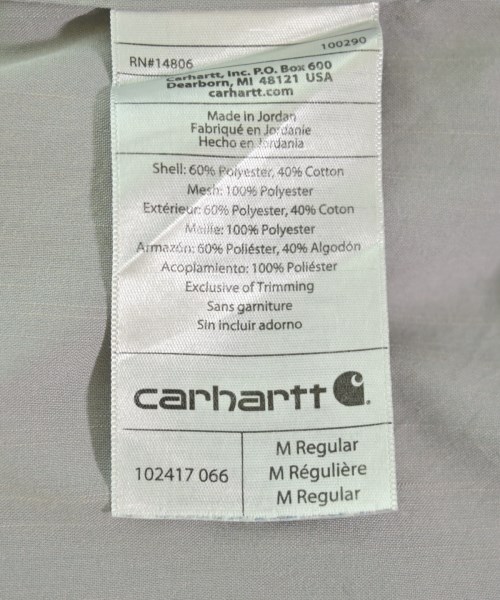 100290
RN#14806
Carhartt, Inc. P.O. Box 600
Dearborn, MI 48121 USA
carhartt.com
Made in Jordan
Fabriqué en Jordanie
Hecho en Jordania
Shell: 60% Polyester, 40% Cotton
Mesh: 100% Polyester
Extérieur: 60% Polyester, 40% Coton
Maille: 100% Polyester
Armazón: 60% Poliéster, 40% Algodón
Acoplamiento: 100% Poliéster
Exclusive of Trimming
Sans garniture
Sin incluir adorno
carhartt
102417 066
M Regular
M Régulière
M Regular